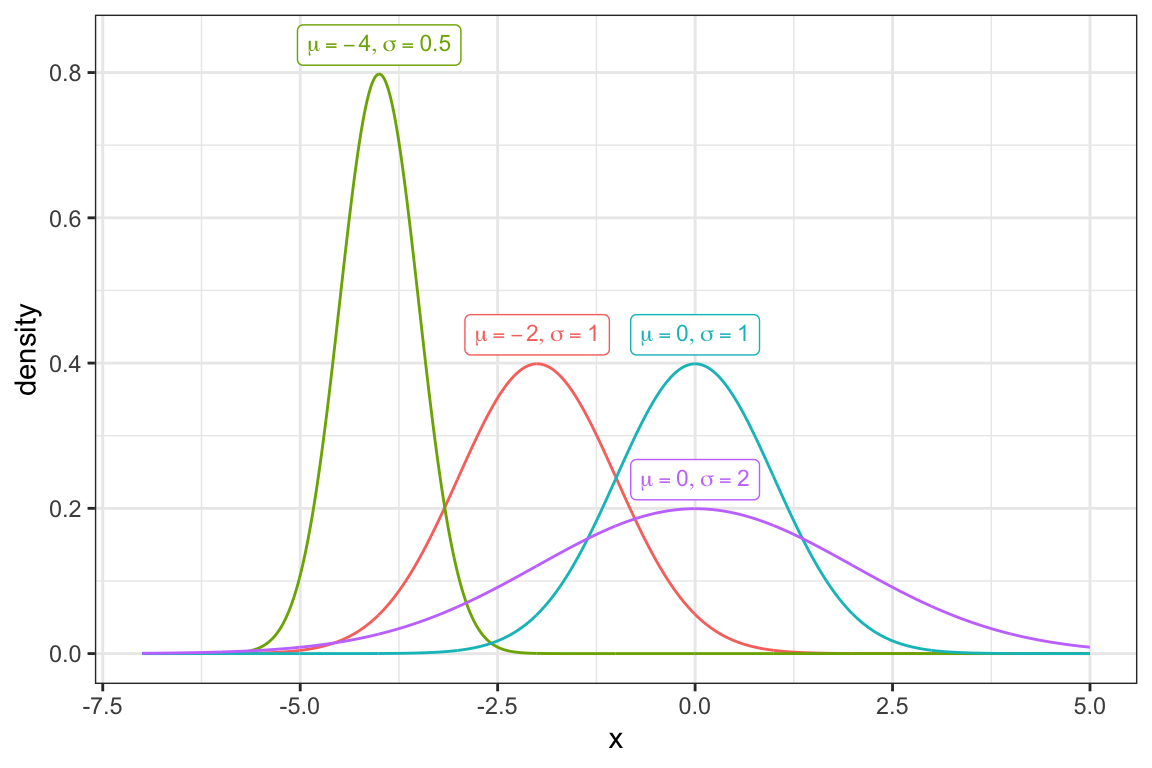 μ = −4, σ = 0.5
0.8
0.6
μ = −2, σ = 1
μ = 0, σ = 1
0.4
density
μ = 0, σ = 2
0.2
0.0
-7.5 -5.0 -2.5 0.0 2.5 5.0
x